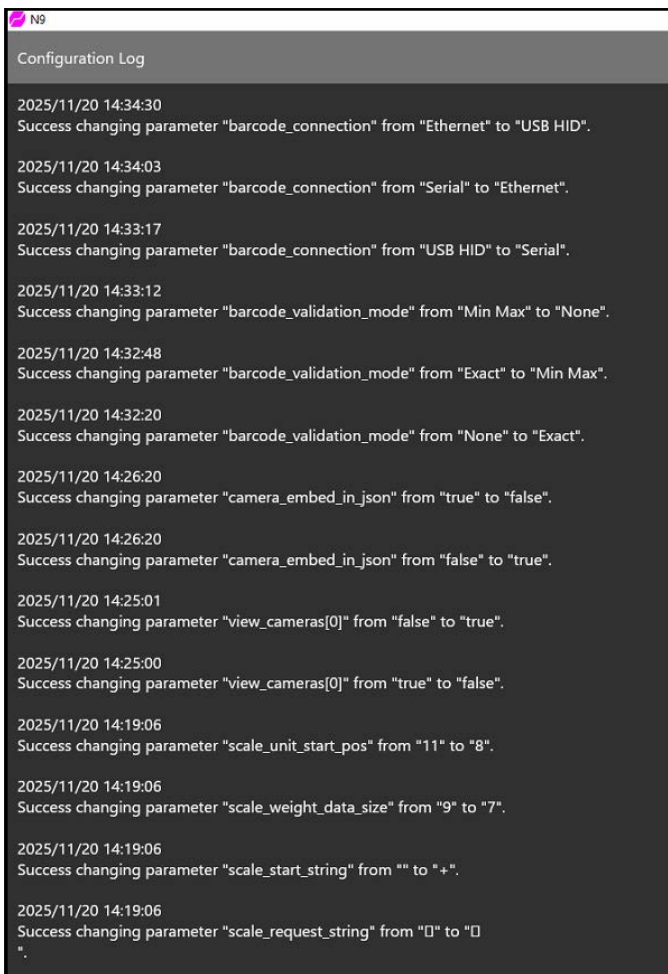 N9
Configuration Log
2025/11/20 14:34:30
Success changing parameter "barcode_connection" from "Ethernet" to "USB HID".
2025/11/20 14:34:03
Success changing parameter "barcode_connection" from "Serial" to "Ethernet".
2025/11/20 14:33:17
Success changing parameter "barcode_connection" from "USB HID" to "Serial".
2025/11/20 14:33:12
Success changing parameter "barcode_validation_mode" from "Min Max" to "None".
2025/11/20 14:32:48
Success changing parameter "barcode_validation_mode" from "Exact" to "Min Max".
2025/11/20 14:32:20
Success changing parameter "barcode_validation_mode" from "None" to "Exact".
2025/11/20 14:26:20
Success changing parameter "camera_embed_in_json" from "true" to "false".
2025/11/20 14:26:20
Success changing parameter "camera_embed_in_json" from "false" to "true".
2025/11/20 14:25:01
Success changing parameter "view_cameras[0]" from "false" to "true".
2025/11/20 14:25:00
Success changing parameter "view_cameras[0]" from "true" to "false".
2025/11/20 14:19:06
Success changing parameter "scale_unit_start_pos" from "11" to "8".
2025/11/20 14:19:06
Success changing parameter "scale_weight_data_size" from "9" to "7".
2025/11/20 14:19:06
Success changing parameter "scale_start_string" from "" to "+".
2025/11/20 14:19:06
Success changing parameter "scale_request_string" from "▯" to "▯
".